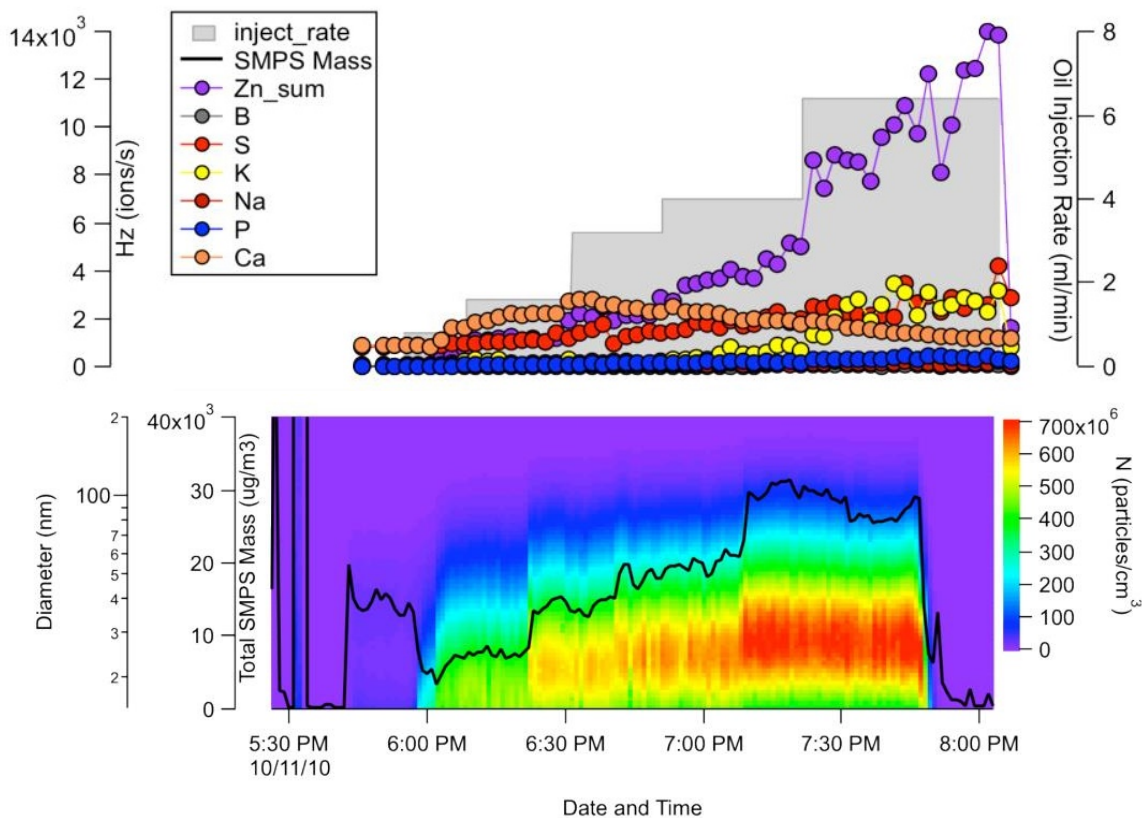 14x10³
12
10
8
6
4
2
0
Hz (ions/s)
inject_rate
SMPS Mass
Zn_sum
B
S
K
Na
P
Ca
8
6
4
2
0
Oil Injection Rate (ml/min)
2
100
7
6
5
4
3
2
Diameter (nm)
40x10³
30
20
10
0
Total SMPS Mass (ug/m3)
700x10⁶
600
500
400
300
200
100
0
N (particles/cm³)
5:30 PM 6:00 PM 6:30 PM 7:00 PM 7:30 PM 8:00 PM
10/11/10
Date and Time